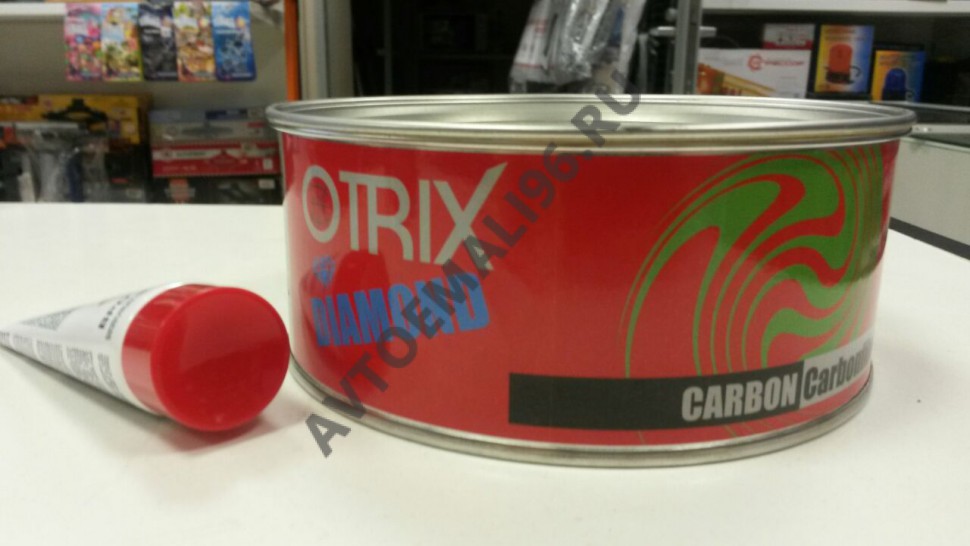 OTRIX
DIAMOND
CARBON
AVTOEMALI96.RU